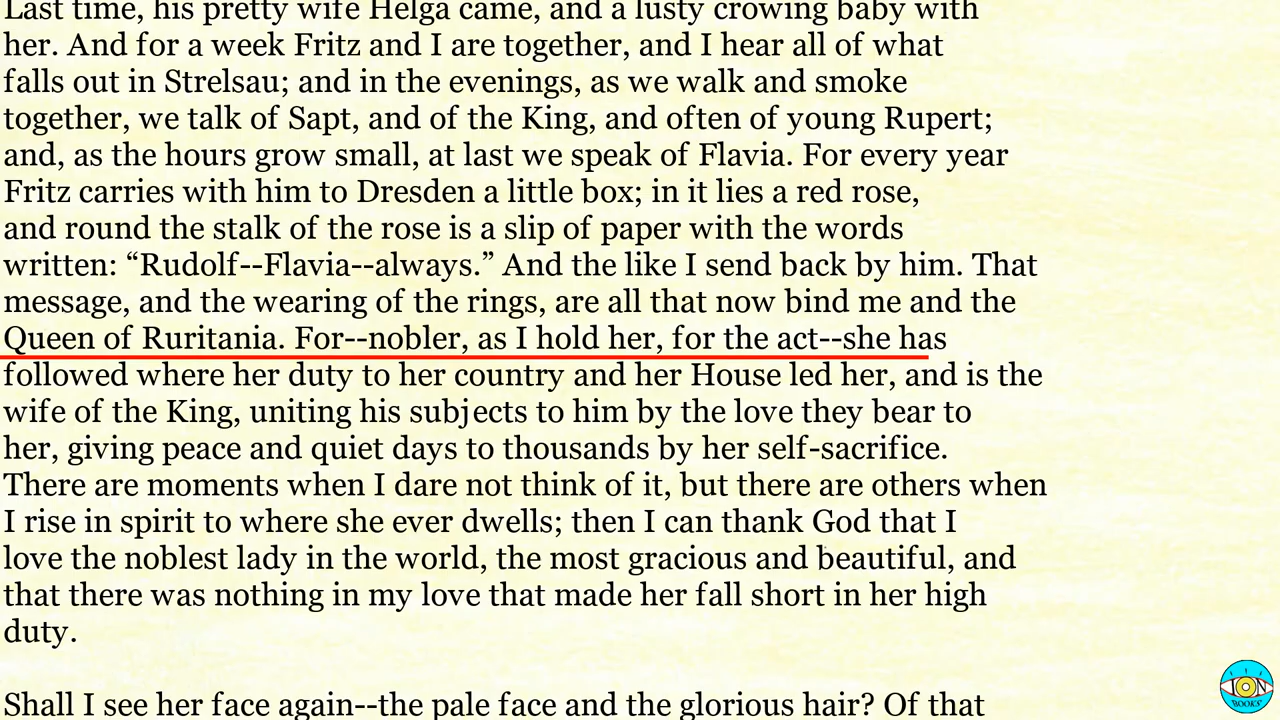 Last time, his pretty wife Helga came, and a lusty crowing baby with
her. And for a week Fritz and I are together, and I hear all of what
falls out in Strelsau; and in the evenings, as we walk and smoke
together, we talk of Sapt, and of the King, and often of young Rupert;
and, as the hours grow small, at last we speak of Flavia. For every year
Fritz carries with him to Dresden a little box; in it lies a red rose,
and round the stalk of the rose is a slip of paper with the words
written: “Rudolf--Flavia--always.” And the like I send back by him. That
message, and the wearing of the rings, are all that now bind me and the
Queen of Ruritania. For--nobler, as I hold her, for the act--she has
followed where her duty to her country and her House led her, and is the
wife of the King, uniting his subjects to him by the love they bear to
her, giving peace and quiet days to thousands by her self-sacrifice.
There are moments when I dare not think of it, but there are others when
I rise in spirit to where she ever dwells; then I can thank God that I
love the noblest lady in the world, the most gracious and beautiful, and
that there was nothing in my love that made her fall short in her high
duty.
Shall I see her face again--the pale face and the glorious hair? Of that
ION
BOOKS